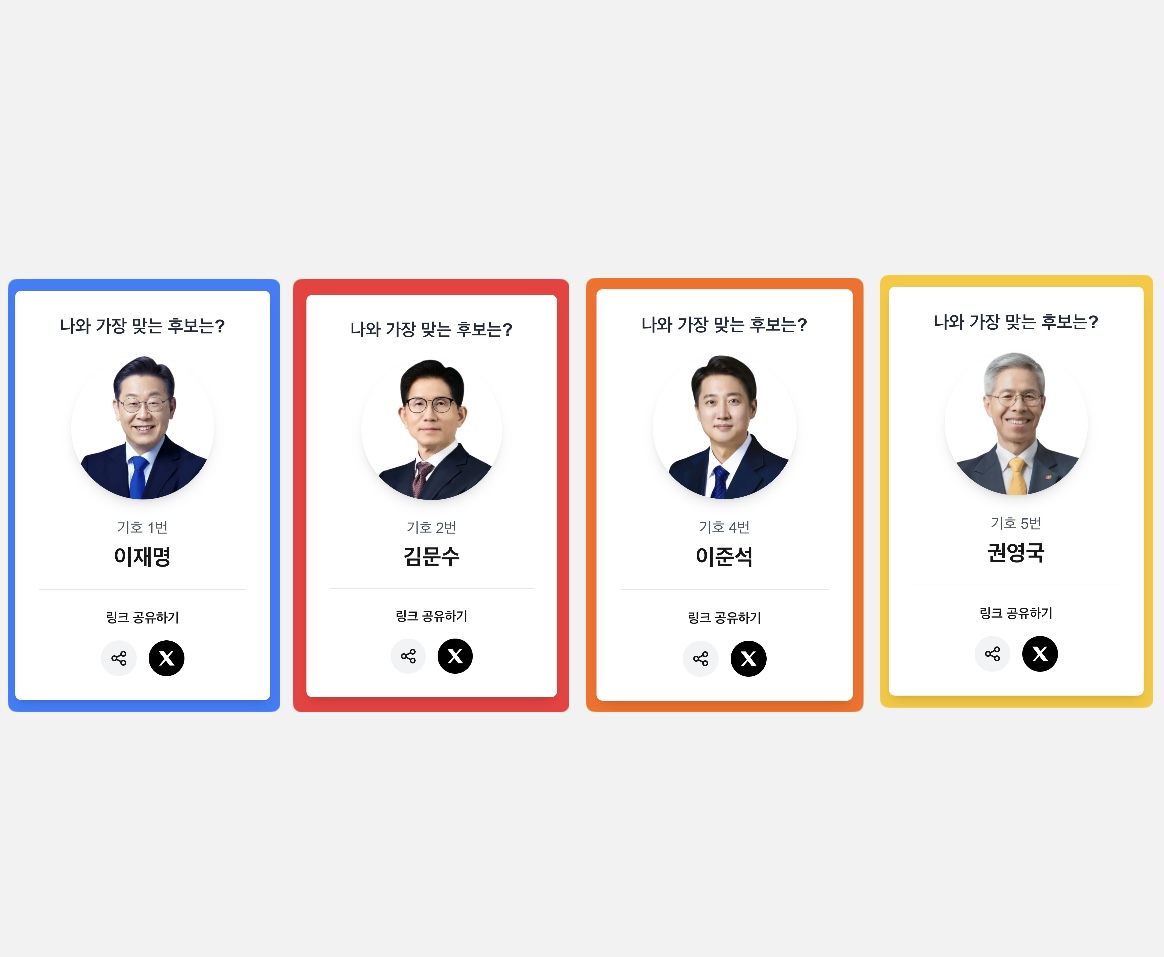 나와 가장 맞는 후보는?
기호 1번
이재명
링크 공유하기
나와 가장 맞는 후보는?
기호 2번
김문수
링크 공유하기
나와 가장 맞는 후보는?
기호 4번
이준석
링크 공유하기
나와 가장 맞는 후보는?
기호 5번
권영국
링크 공유하기